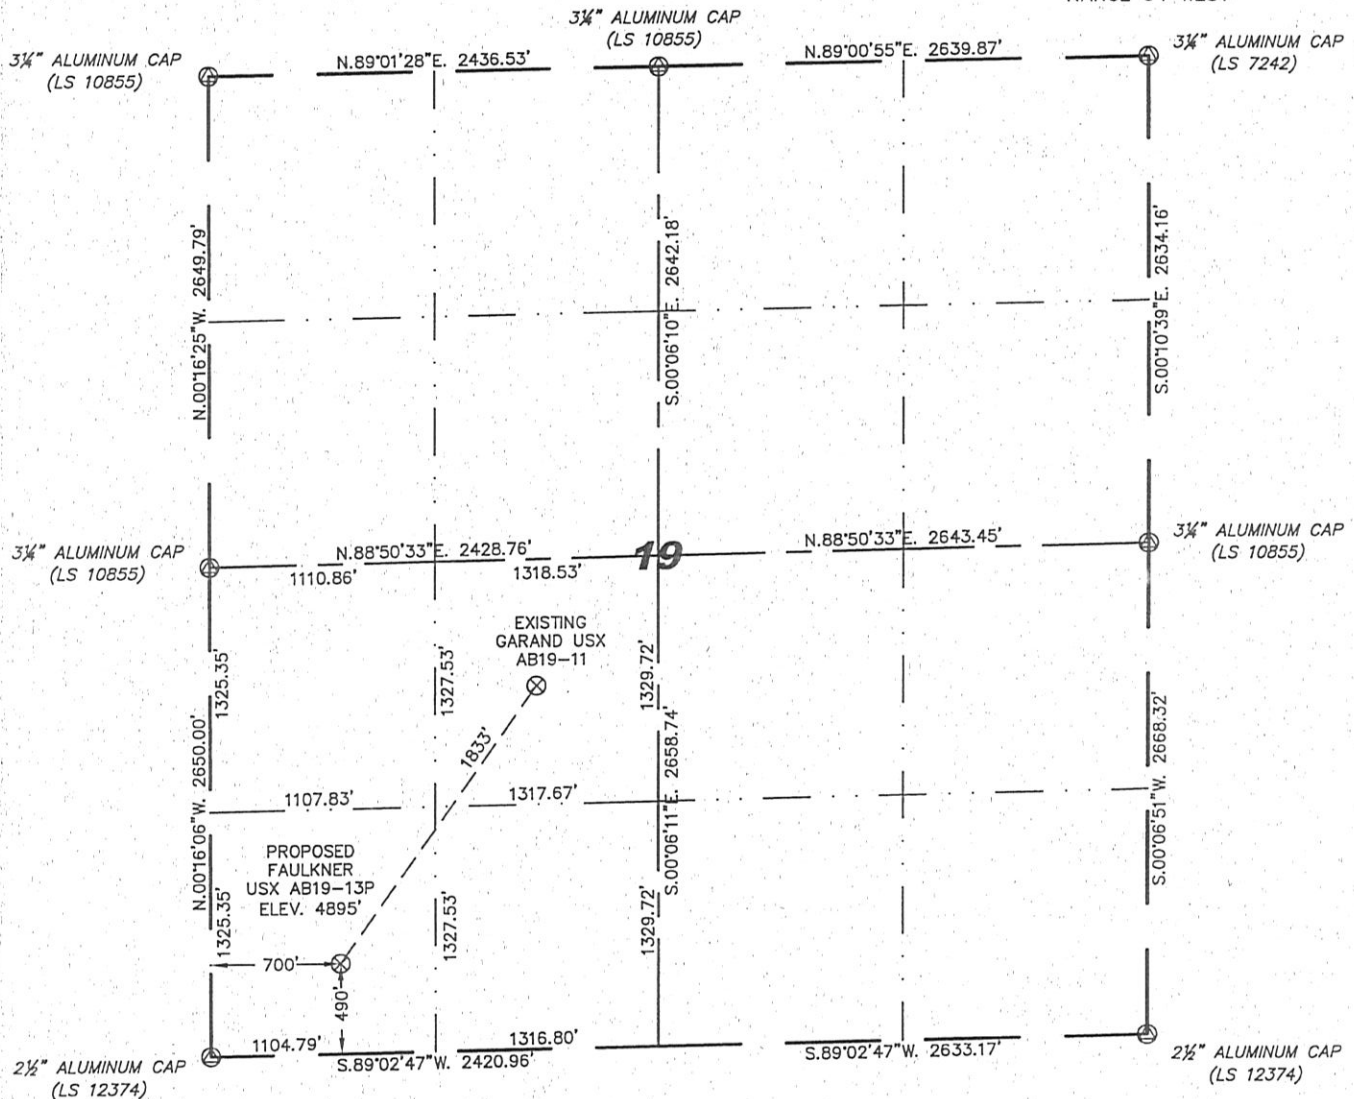 3¼" ALUMINUM CAP
(LS 10855)
3¼" ALUMINUM CAP
(LS 10855)
N.89°01'28"E. 2436.53'
N.89°00'55"E. 2639.87'
3¼" ALUMINUM CAP
(LS 7242)
N.00°16'25"W. 2649.79'
S.00°06'10"E. 2642.18'
S.00°10'39"E. 2634.16'
3¼" ALUMINUM CAP
(LS 10855)
N.88°50'33"E. 2428.76'
1110.86'
1318.53'
19
N.88°50'33"E. 2643.45'
3¼" ALUMINUM CAP
(LS 10855)
EXISTING
GARAND USX
AB19-11
1325.35'
1327.53'
1329.72'
1833'
N.00°16'06"W. 2650.00'
S.00°06'11"E. 2658.74'
S.00°06'51"W. 2668.32'
1107.83'
1317.67'
PROPOSED
FAULKNER
USX AB19-13P
ELEV. 4895'
1325.35'
1327.53'
1329.72'
700'
490'
1104.79'
1316.80'
S.89°02'47"W. 2420.96'
S.89°02'47"W. 2633.17'
2½" ALUMINUM CAP
(LS 12374)
2½" ALUMINUM CAP
(LS 12374)